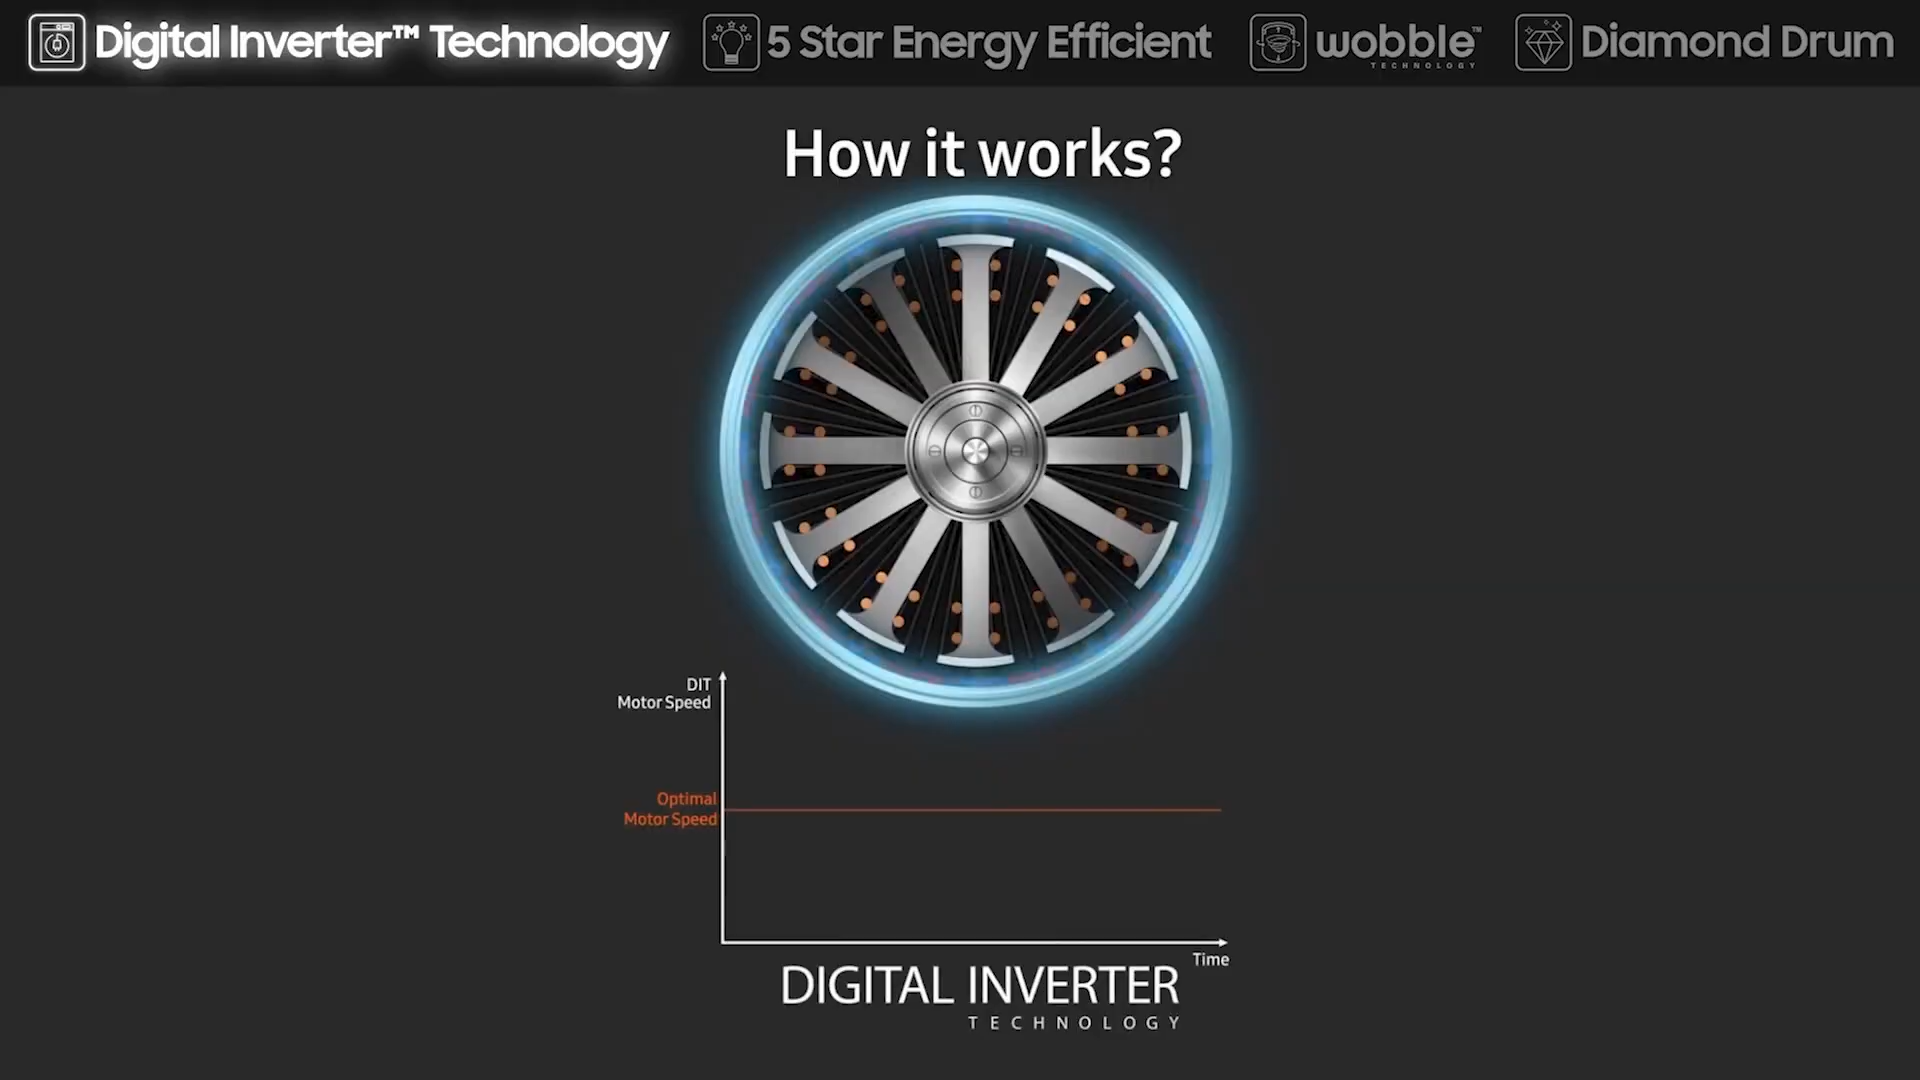 Digital Inverter™ Technology
5 Star Energy Efficient
wobble™
TECHNOLOGY
Diamond Drum
How it works?
DIT
Motor Speed
Optimal
Motor Speed
Time
DIGITAL INVERTER
TECHNOLOGY